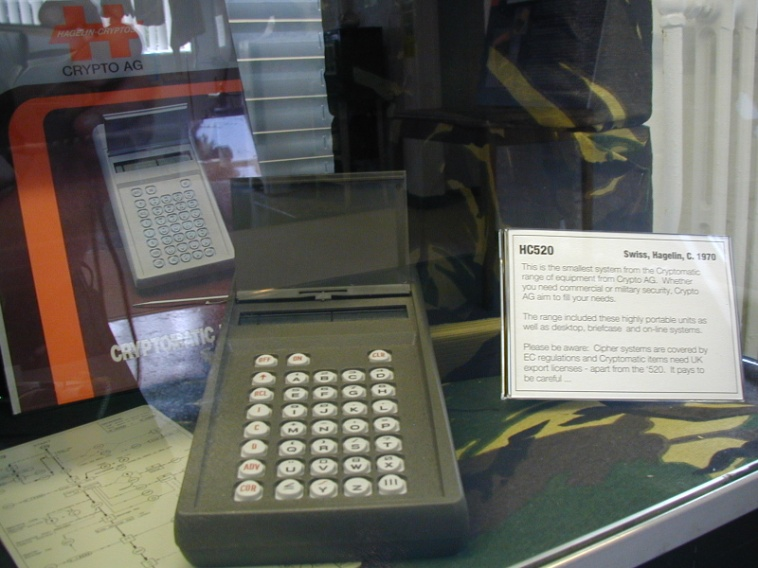 HAGELIN-CRYPTOS
CRYPTO AG
CRYPTOMATIC
HC520 Swiss, Hagelin, C. 1970
This is the smallest system from the Cryptomatic
range of equipment from Crypto AG. Whether
you need commercial or military security, Crypto
AG aim to fill your needs.
The range included these highly portable units as
well as desktop, briefcase and on-line systems.
Please be aware: Cipher systems are covered by
EC regulations and Cryptomatic items need UK
export licenses - apart from the '520. It pays to
be careful ...
OFF ON CLR
A B C D
RCL E F G H
I I J K L
C M N O P
D Q R S T
ADV U V W X
COR Y Z